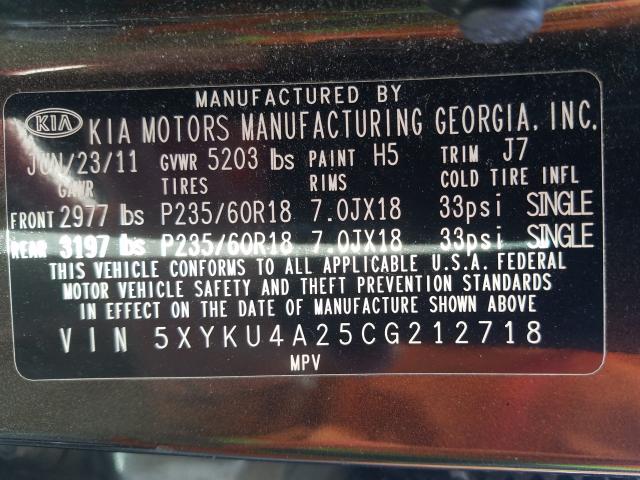 MANUFACTURED BY
KIA KIA MOTORS MANUFACTURING GEORGIA, INC.
JUN/23/11 GVWR 5203 lbs PAINT H5 TRIM J7
GAWR TIRES RIMS COLD TIRE INFL
FRONT 2977 lbs P235/60R18 7.0JX18 33psi SINGLE
REAR 3197 lbs P235/60R18 7.0JX18 33psi SINGLE
THIS VEHICLE CONFORMS TO ALL APPLICABLE U.S.A. FEDERAL
MOTOR VEHICLE SAFETY AND THEFT PREVENTION STANDARDS
IN EFFECT ON THE DATE OF MANUFACTURE SHOWN ABOVE
VIN 5XYKU4A25CG212718
MPV